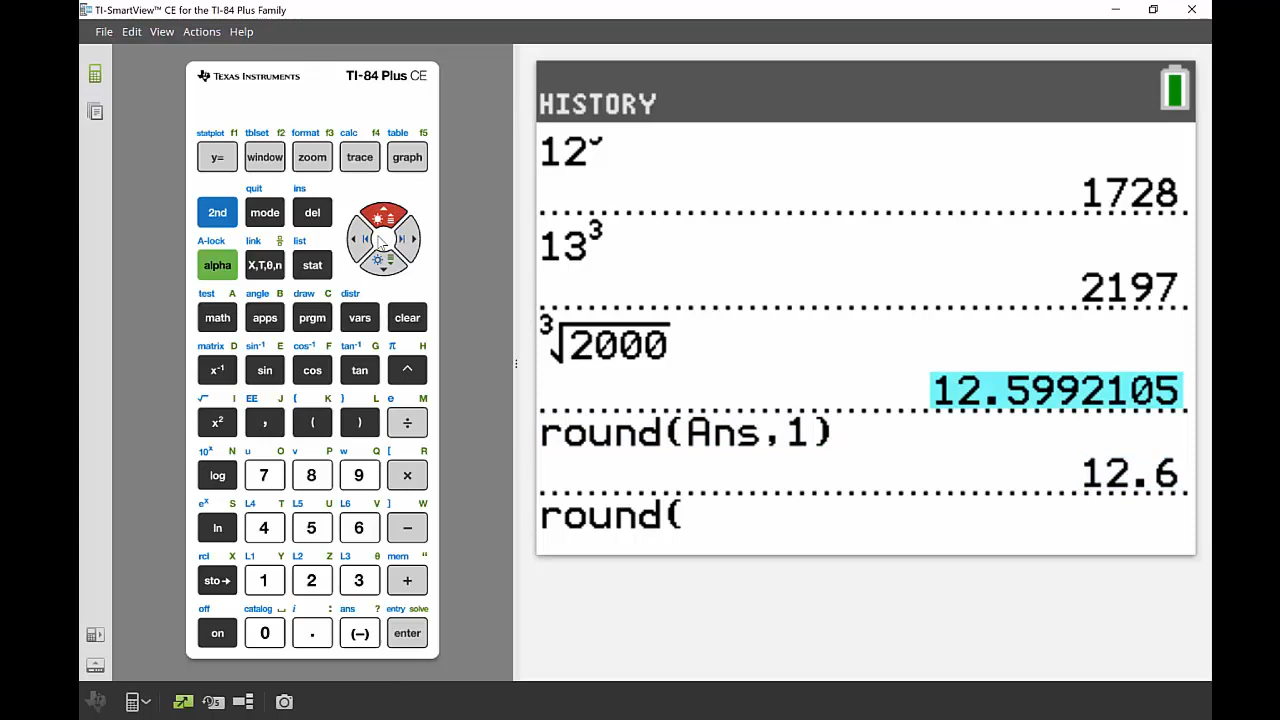 TI-SmartView™ CE for the TI-84 Plus Family
File Edit View Actions Help
TEXAS INSTRUMENTS TI-84 Plus CE
statplot f1 tblset f2 format f3 calc f4 table f5
y= window zoom trace graph
quit ins
2nd mode del
A-lock link list
alpha X,T,θ,n stat
test A angle B draw C distr
math apps prgm vars clear
matrix D sin⁻¹ E cos⁻¹ F tan⁻¹ G π H
x⁻¹ sin cos tan ^
√ I EE J { K } L e M
x² , ( ) ÷
10ˣ N u O v P w Q [ R
log 7 8 9 ×
eˣ S L4 T L5 U L6 V ] W
ln 4 5 6 −
rcl X L1 Y L2 Z L3 θ mem "
sto→ 1 2 3 +
off catalog ⎵ i : ans ? entry solve
on 0 . (−) enter
HISTORY
12
1728
13³
2197
³√2000
12.5992105
round(Ans,1)
12.6
round(